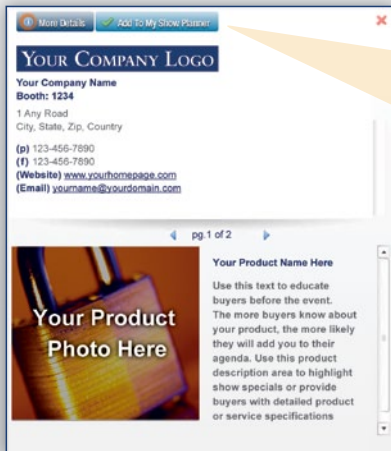 More Details Add To My Show Planner
YOUR COMPANY LOGO
Your Company Name
Booth: 1234
1 Any Road
City, State, Zip, Country
(p) 123-456-7890
(f) 123-456-7890
(Website) www.yourhomepage.com
(Email) yourname@yourdomain.com
pg.1 of 2
Your Product Photo Here
Your Product Name Here
Use this text to educate
buyers before the event.
The more buyers know about
your product, the more likely
they will add you to their
agenda. Use this product
description area to highlight
show specials or provide
buyers with detailed product
or service specifications